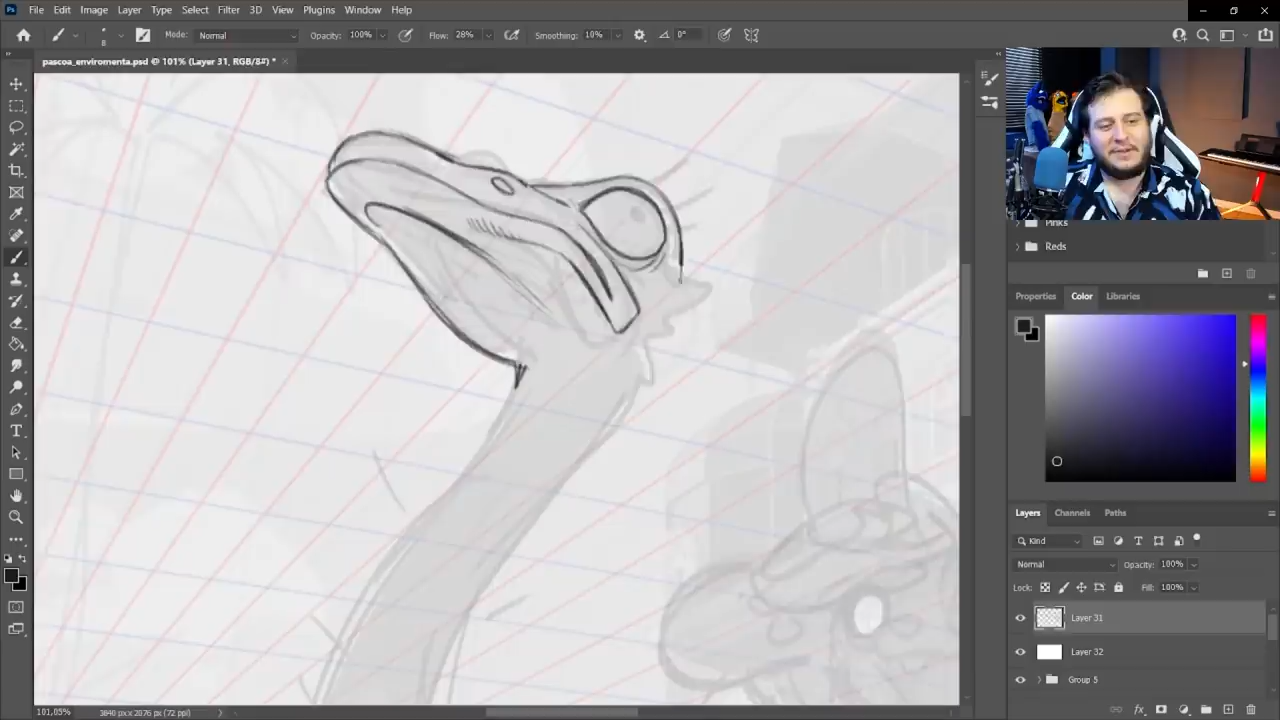 Ps File Edit Image Layer Type Select Filter 3D View Plugins Window Help
8 Mode: Normal Opacity: 100% Flow: 28% Smoothing: 10% 0°
pascoa_enviromenta.psd @ 101% (Layer 31, RGB/8#) *
Pinks
Reds
Properties Color Libraries
Layers Channels Paths
Kind
Normal Opacity: 100%
Lock: Fill: 100%
Layer 31
Layer 32
Group 5
101,05% 3840 px x 2076 px (72 ppi)